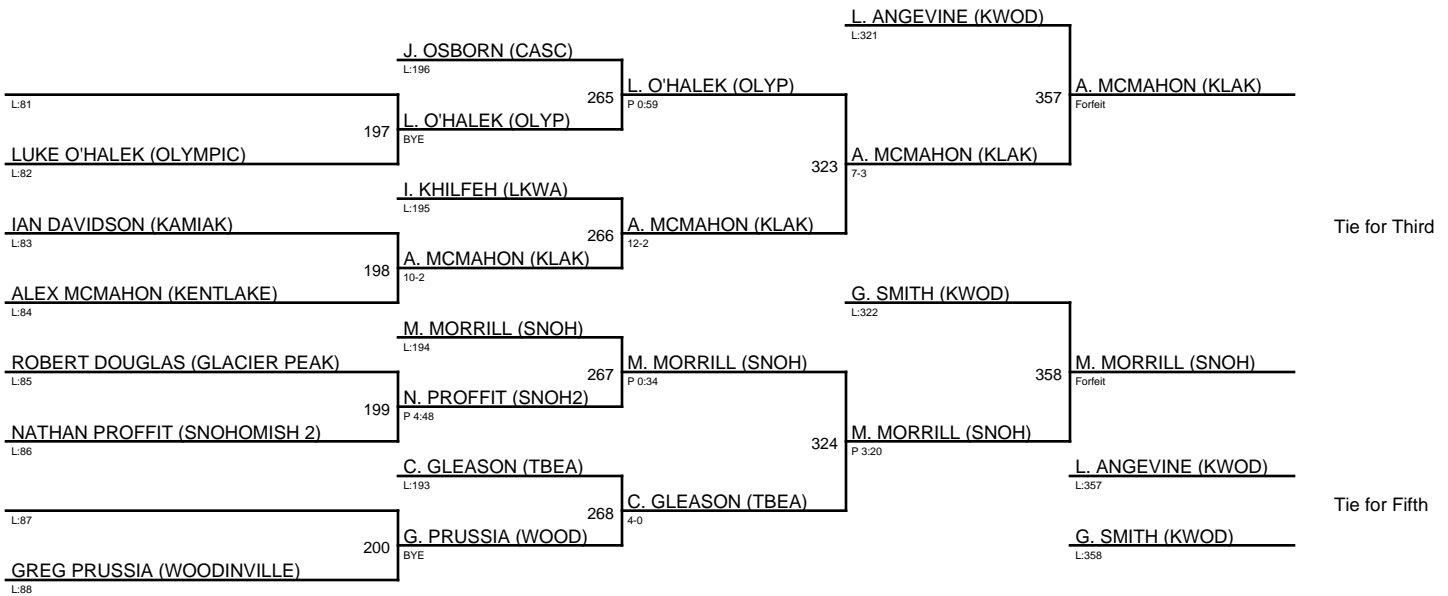 L. ANGEVINE (KWOD)
L:321
J. OSBORN (CASC)
L:196
265
L. O'HALEK (OLYP)
P 0:59
357
A. MCMAHON (KLAK)
Forfeit
L:81
197
L. O'HALEK (OLYP)
BYE
LUKE O'HALEK (OLYMPIC)
L:82
323
A. MCMAHON (KLAK)
7-3
I. KHILFEH (LKWA)
L:195
IAN DAVIDSON (KAMIAK)
L:83
266
A. MCMAHON (KLAK)
12-2
Tie for Third
198
A. MCMAHON (KLAK)
10-2
ALEX MCMAHON (KENTLAKE)
L:84
G. SMITH (KWOD)
L:322
M. MORRILL (SNOH)
L:194
ROBERT DOUGLAS (GLACIER PEAK)
L:85
267
M. MORRILL (SNOH)
P 0:34
358
M. MORRILL (SNOH)
Forfeit
199
N. PROFFIT (SNOH2)
P 4:48
NATHAN PROFFIT (SNOHOMISH 2)
L:86
324
M. MORRILL (SNOH)
P 3:20
C. GLEASON (TBEA)
L:193
L. ANGEVINE (KWOD)
L:357
L:87
268
C. GLEASON (TBEA)
4-0
Tie for Fifth
200
G. PRUSSIA (WOOD)
BYE
G. SMITH (KWOD)
L:358
GREG PRUSSIA (WOODINVILLE)
L:88